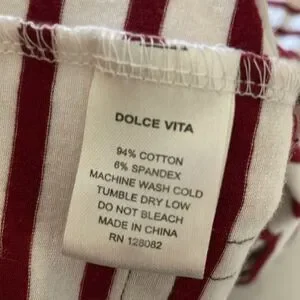 DOLCE VITA
94% COTTON
6% SPANDEX
MACHINE WASH COLD
TUMBLE DRY LOW
DO NOT BLEACH
MADE IN CHINA
RN 128082